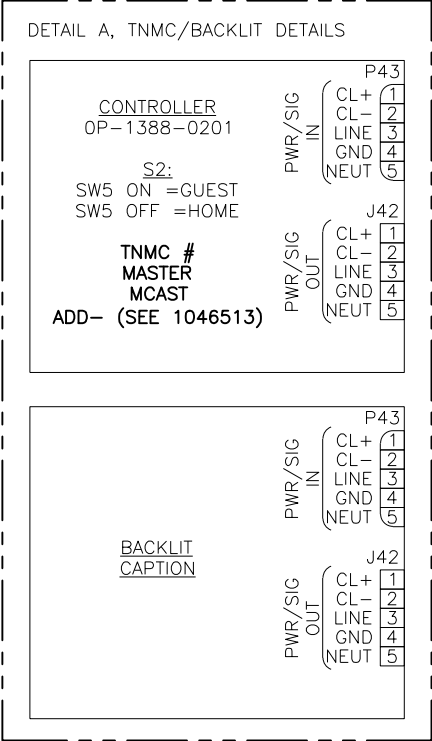 DETAIL A, TNMC/BACKLIT DETAILS
CONTROLLER
0P-1388-0201
S2:
SW5 ON =GUEST
SW5 OFF =HOME
TNMC #
MASTER
MCAST
ADD- (SEE 1046513)
PWR/SIG
IN
P43
CL+ 1
CL- 2
LINE 3
GND 4
NEUT 5
PWR/SIG
OUT
J42
CL+ 1
CL- 2
LINE 3
GND 4
NEUT 5
BACKLIT
CAPTION
PWR/SIG
IN
P43
CL+ 1
CL- 2
LINE 3
GND 4
NEUT 5
PWR/SIG
OUT
J42
CL+ 1
CL- 2
LINE 3
GND 4
NEUT 5